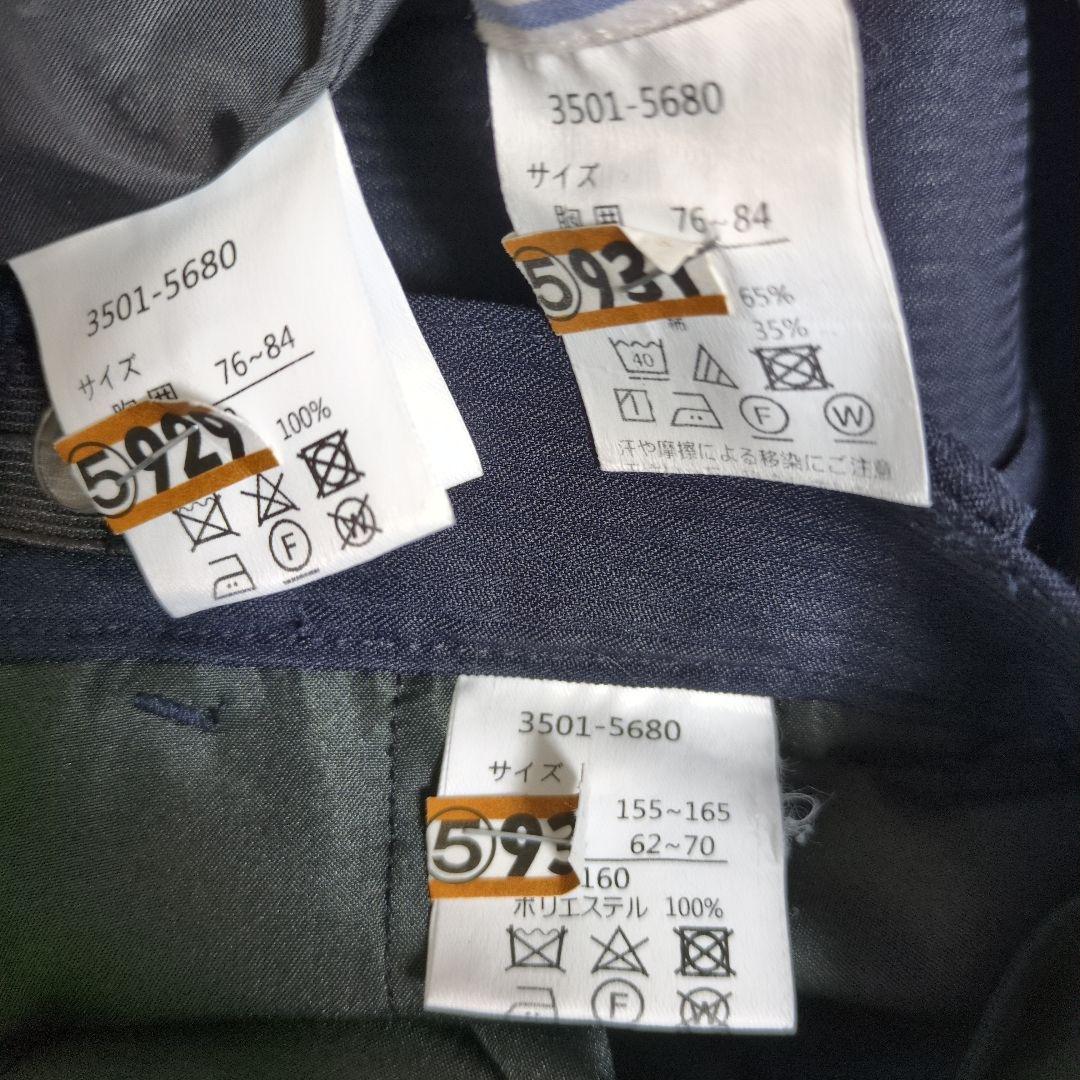 3501-5680
サイズ
胸囲 76~84
⑤929
100%
F
W
3501-5680
サイズ
胸囲 76~84
⑤931
65%
35%
40
F
W
汗や摩擦による移染にご注意
3501-5680
サイズ
155~165
⑤93
62~70
160
ポリエステル 100%
F
W